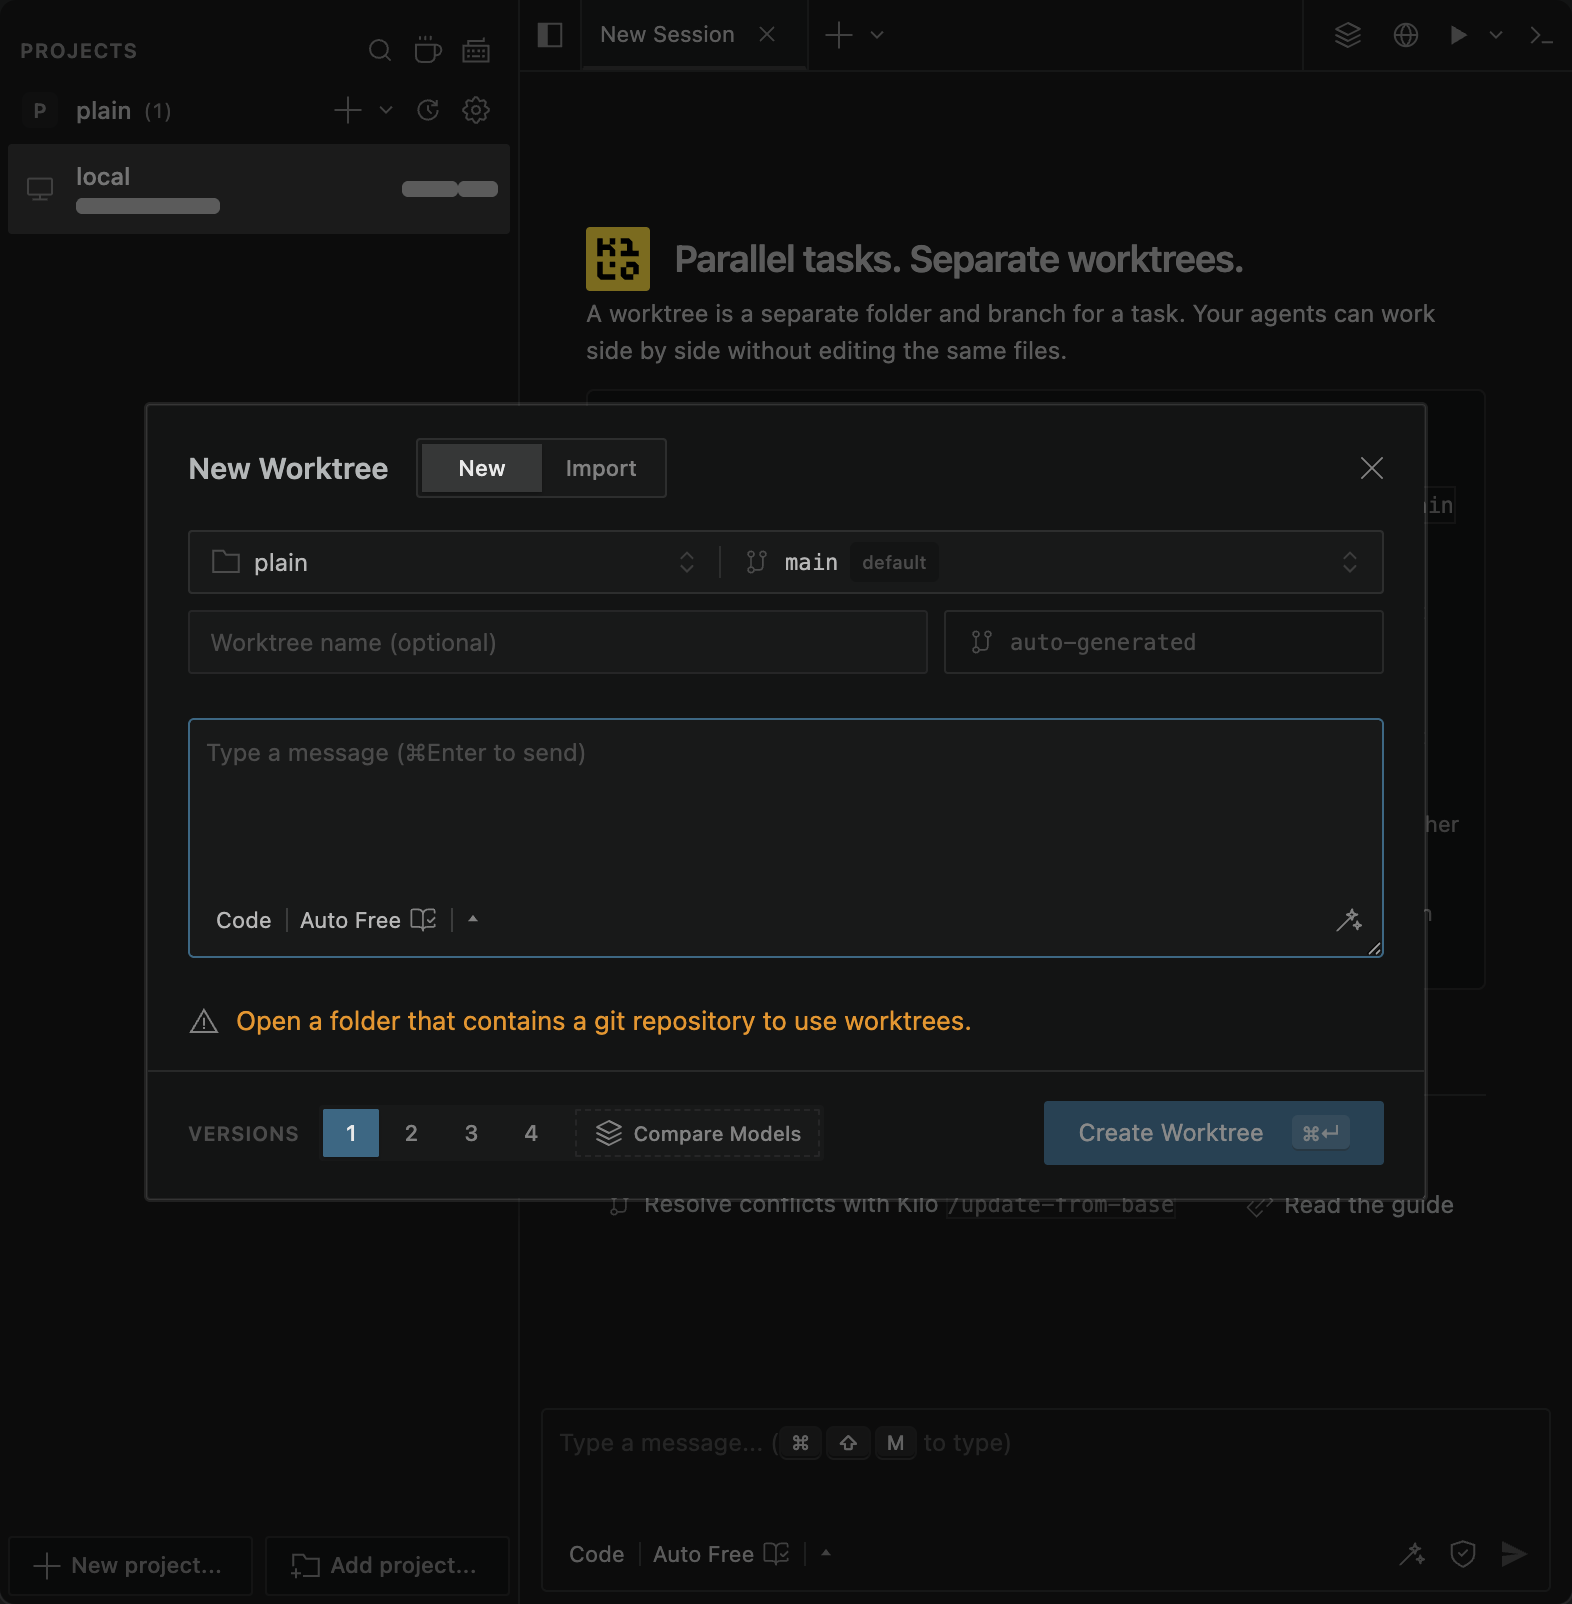 PROJECTS
New Session
P plain (1)
local
Kilo
Parallel tasks. Separate worktrees.
A worktree is a separate folder and branch for a task. Your agents can work
side by side without editing the same files.
New Worktree New Import
plain main default
Worktree name (optional) auto-generated
Type a message (⌘Enter to send)
Code Auto Free
Open a folder that contains a git repository to use worktrees.
VERSIONS 1 2 3 4 Compare Models Create Worktree ⌘↵
Resolve conflicts with Kilo /update-from-base Read the guide
Type a message... (⌘ ⇧ M to type)
Code Auto Free
New project... Add project...